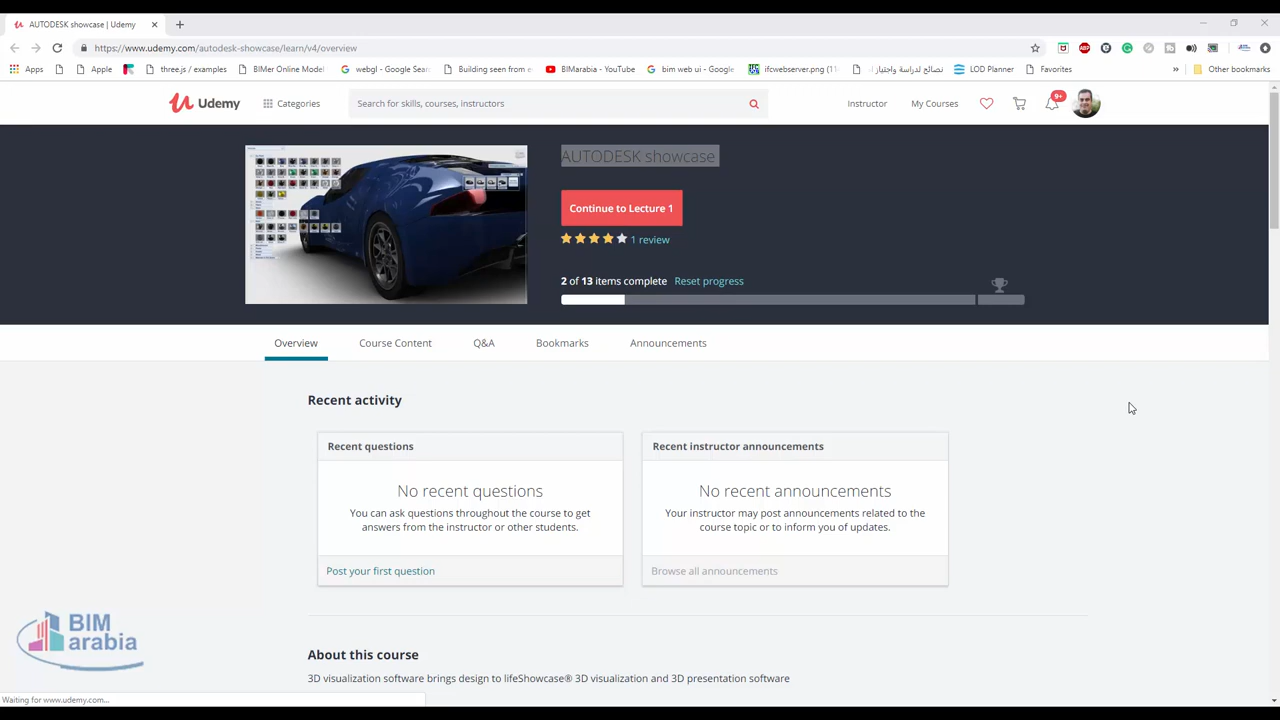 AUTODESK showcase | Udemy
https://www.udemy.com/autodesk-showcase/learn/v4/overview
Apps
Apple
three.js / examples
BIMer Online Model
webgl - Google Sear
Building seen from e
BIMarabia - YouTube
bim web ui - Google
ifcwebserver.png (11
نصائح لدراسة واجتياز ا
LOD Planner
Favorites
Other bookmarks
Udemy
Categories
Search for skills, courses, instructors
Instructor
My Courses
9+
AUTODESK showcase
Continue to Lecture 1
1 review
2 of 13 items complete Reset progress
Overview
Course Content
Q&A
Bookmarks
Announcements
Recent activity
Recent questions
No recent questions
You can ask questions throughout the course to get
answers from the instructor or other students.
Post your first question
Recent instructor announcements
No recent announcements
Your instructor may post announcements related to the
course topic or to inform you of updates.
Browse all announcements
About this course
3D visualization software brings design to lifeShowcase® 3D visualization and 3D presentation software
BIM
arabia
Waiting for www.udemy.com...